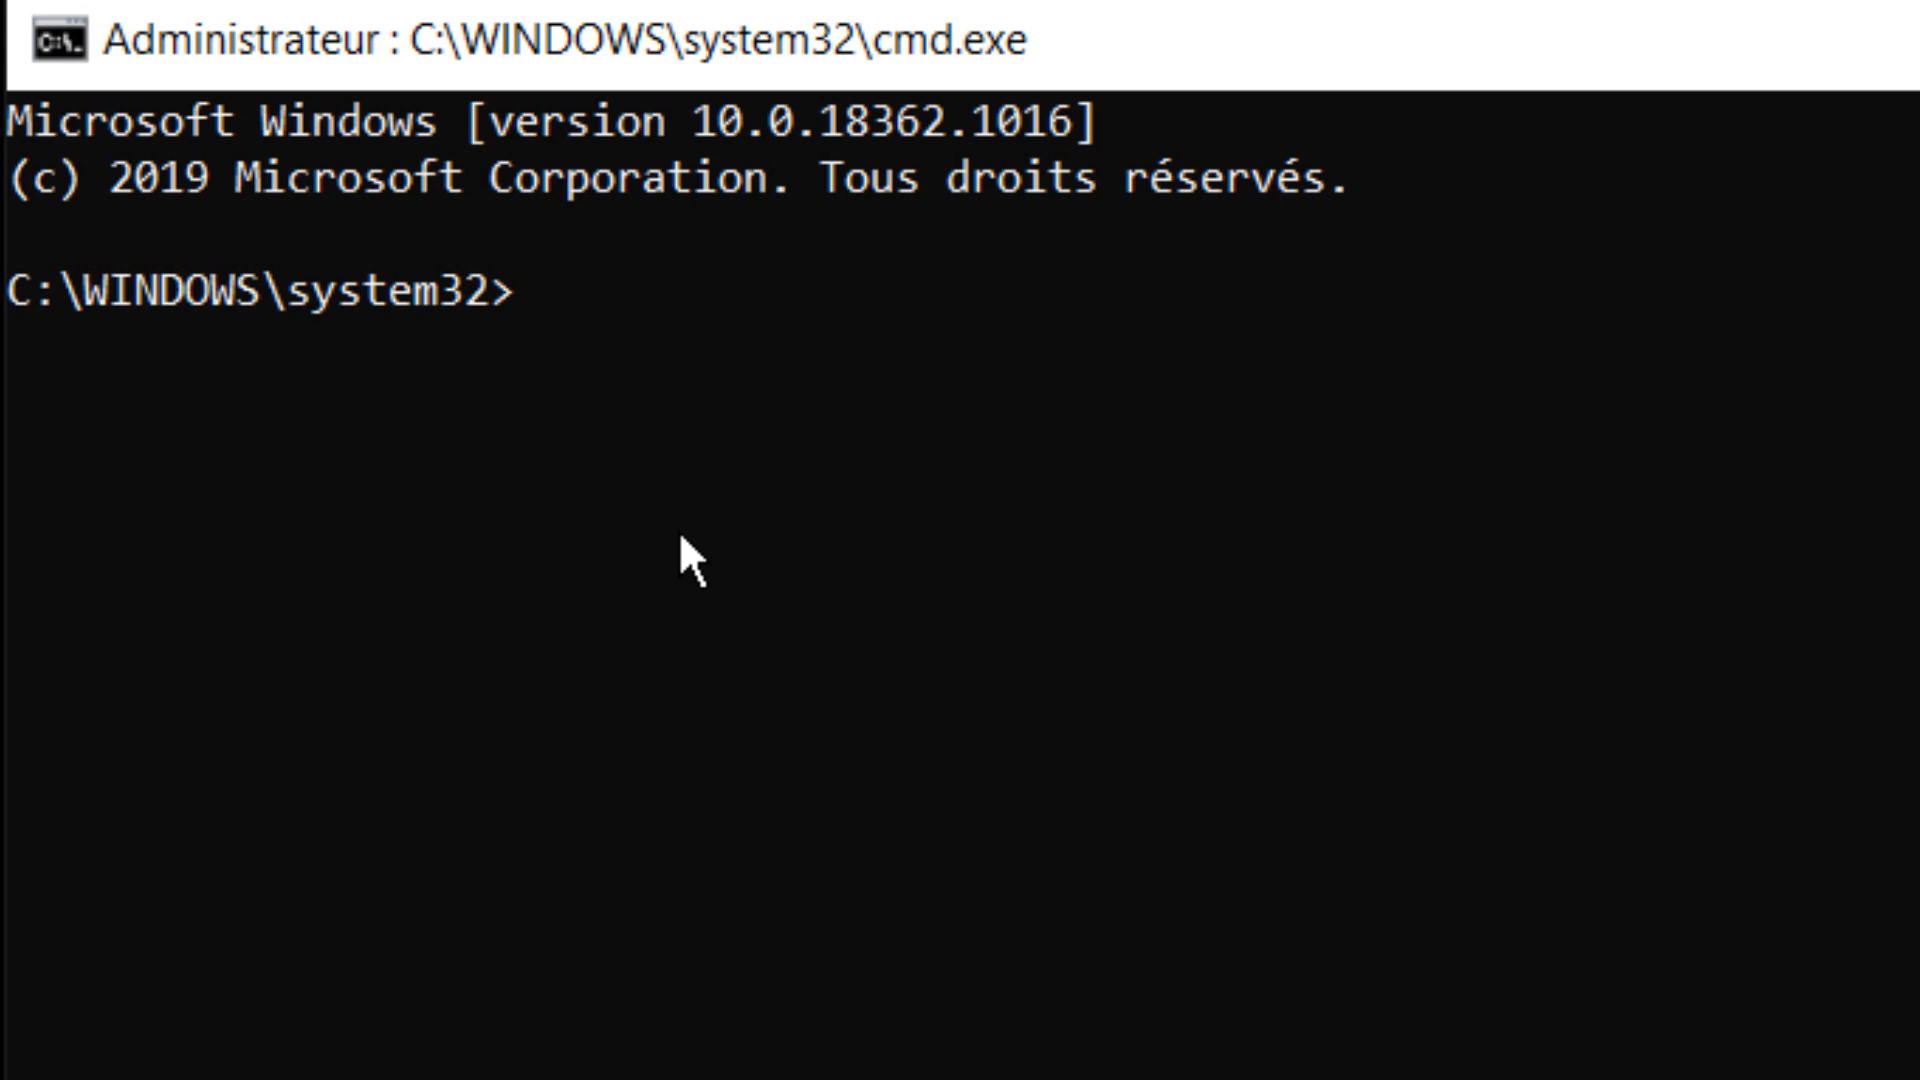 C:\.
Administrateur : C:\WINDOWS\system32\cmd.exe
Microsoft Windows [version 10.0.18362.1016]
(c) 2019 Microsoft Corporation. Tous droits réservés.
C:\WINDOWS\system32>